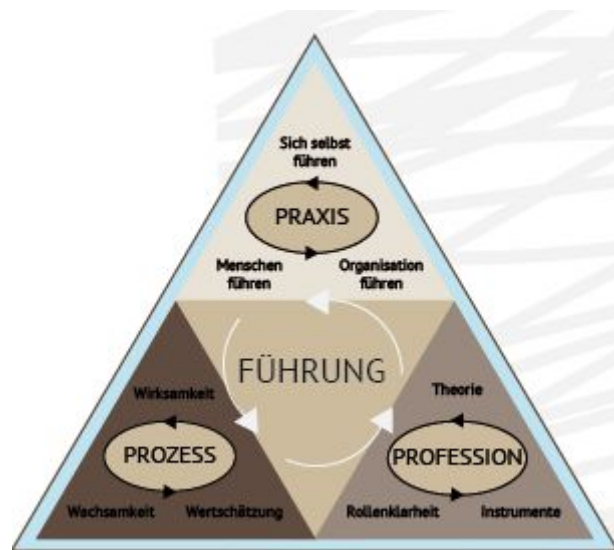 Sich selbst
führen
PRAXIS
Menschen
führen
Organisation
führen
FÜHRUNG
Wirksamkeit
PROZESS
Wachsamkeit
Wertschätzung
Theorie
PROFESSION
Rollenklarheit
Instrumente